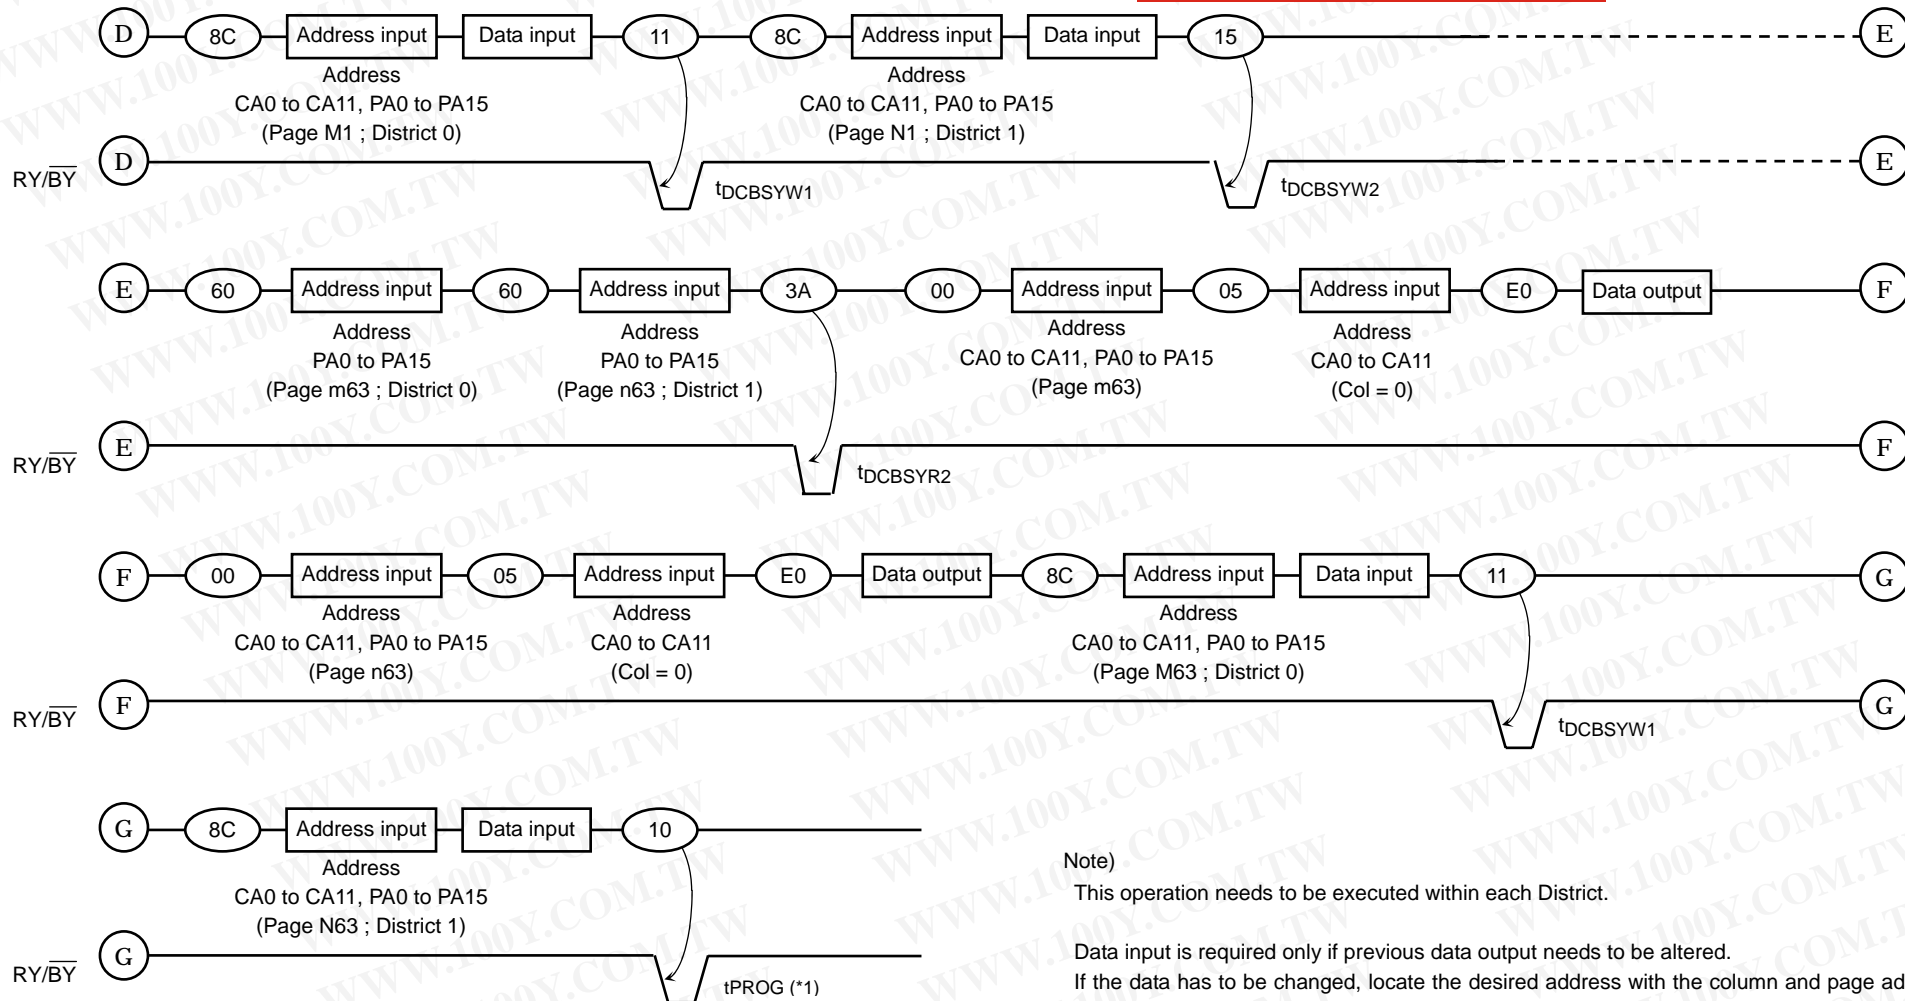 D 8C Address input Data input 11 8C Address input Data input 15 E
Address Address
CA0 to CA11, PA0 to PA15 CA0 to CA11, PA0 to PA15
(Page M1 ; District 0) (Page N1 ; District 1)
RY/BY D E
tDCBSYW1 tDCBSYW2
E 60 Address input 60 Address input 3A 00 Address input 05 Address input E0 Data output F
Address Address Address Address
PA0 to PA15 PA0 to PA15 CA0 to CA11, PA0 to PA15 CA0 to CA11
(Page m63 ; District 0) (Page n63 ; District 1) (Page m63) (Col = 0)
RY/BY E F
tDCBSYR2
F 00 Address input 05 Address input E0 Data output 8C Address input Data input 11 G
Address Address Address
CA0 to CA11, PA0 to PA15 CA0 to CA11 CA0 to CA11, PA0 to PA15
(Page n63) (Col = 0) (Page M63 ; District 0)
RY/BY F G
tDCBSYW1
G 8C Address input Data input 10
Address
CA0 to CA11, PA0 to PA15
(Page N63 ; District 1)
RY/BY G
tPROG (*1)
Note)
This operation needs to be executed within each District.
Data input is required only if previous data output needs to be altered.
If the data has to be changed, locate the desired address with the column and page ad
WWW.100Y.COM.TW